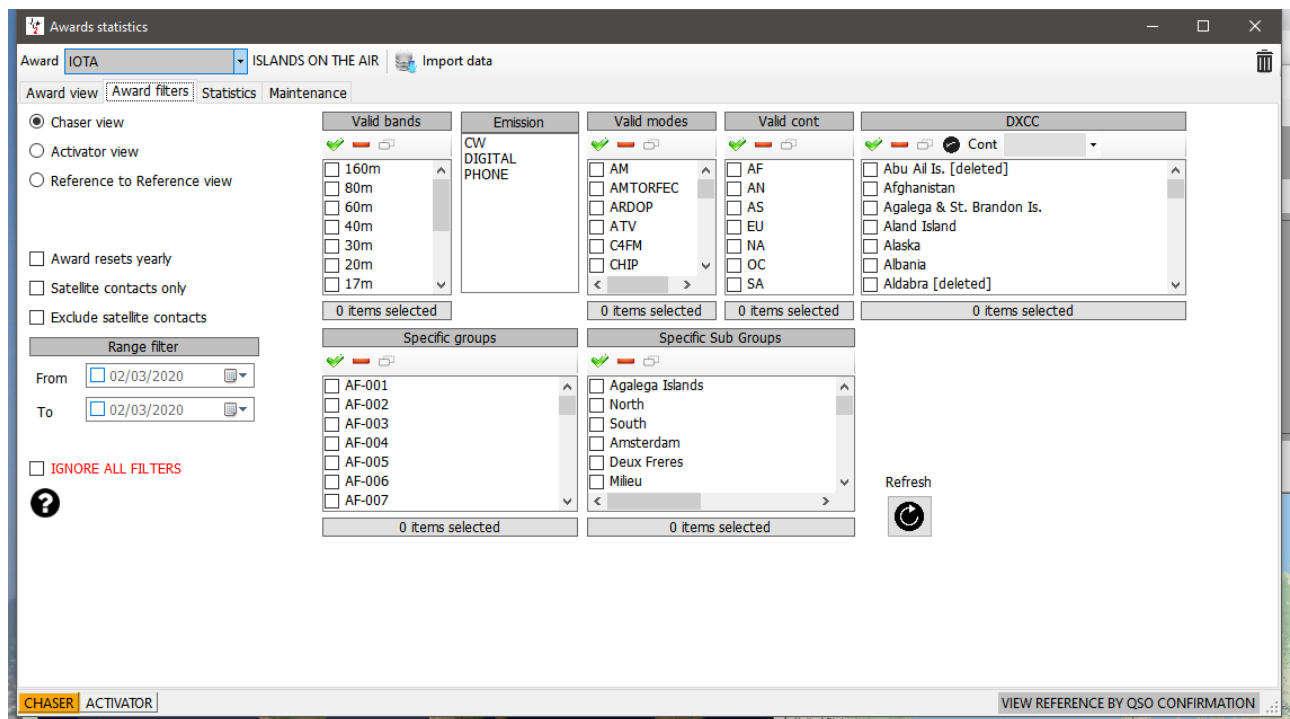 Awards statistics
Award IOTA ISLANDS ON THE AIR Import data
Award view Award filters Statistics Maintenance
Chaser view
Activator view
Reference to Reference view
Award resets yearly
Satellite contacts only
Exclude satellite contacts
Range filter
From 02/03/2020
To 02/03/2020
IGNORE ALL FILTERS
Valid bands
160m
80m
60m
40m
30m
20m
17m
0 items selected
Emission
CW
DIGITAL
PHONE
Valid modes
AM
AMTORFEC
ARDOP
ATV
C4FM
CHIP
0 items selected
Valid cont
AF
AN
AS
EU
NA
OC
SA
0 items selected
DXCC
Cont
Abu Ail Is. [deleted]
Afghanistan
Agalega & St. Brandon Is.
Aland Island
Alaska
Albania
Aldabra [deleted]
0 items selected
Specific groups
AF-001
AF-002
AF-003
AF-004
AF-005
AF-006
AF-007
0 items selected
Specific Sub Groups
Agalega Islands
North
South
Amsterdam
Deux Freres
Milieu
0 items selected
Refresh
CHASER ACTIVATOR
VIEW REFERENCE BY QSO CONFIRMATION